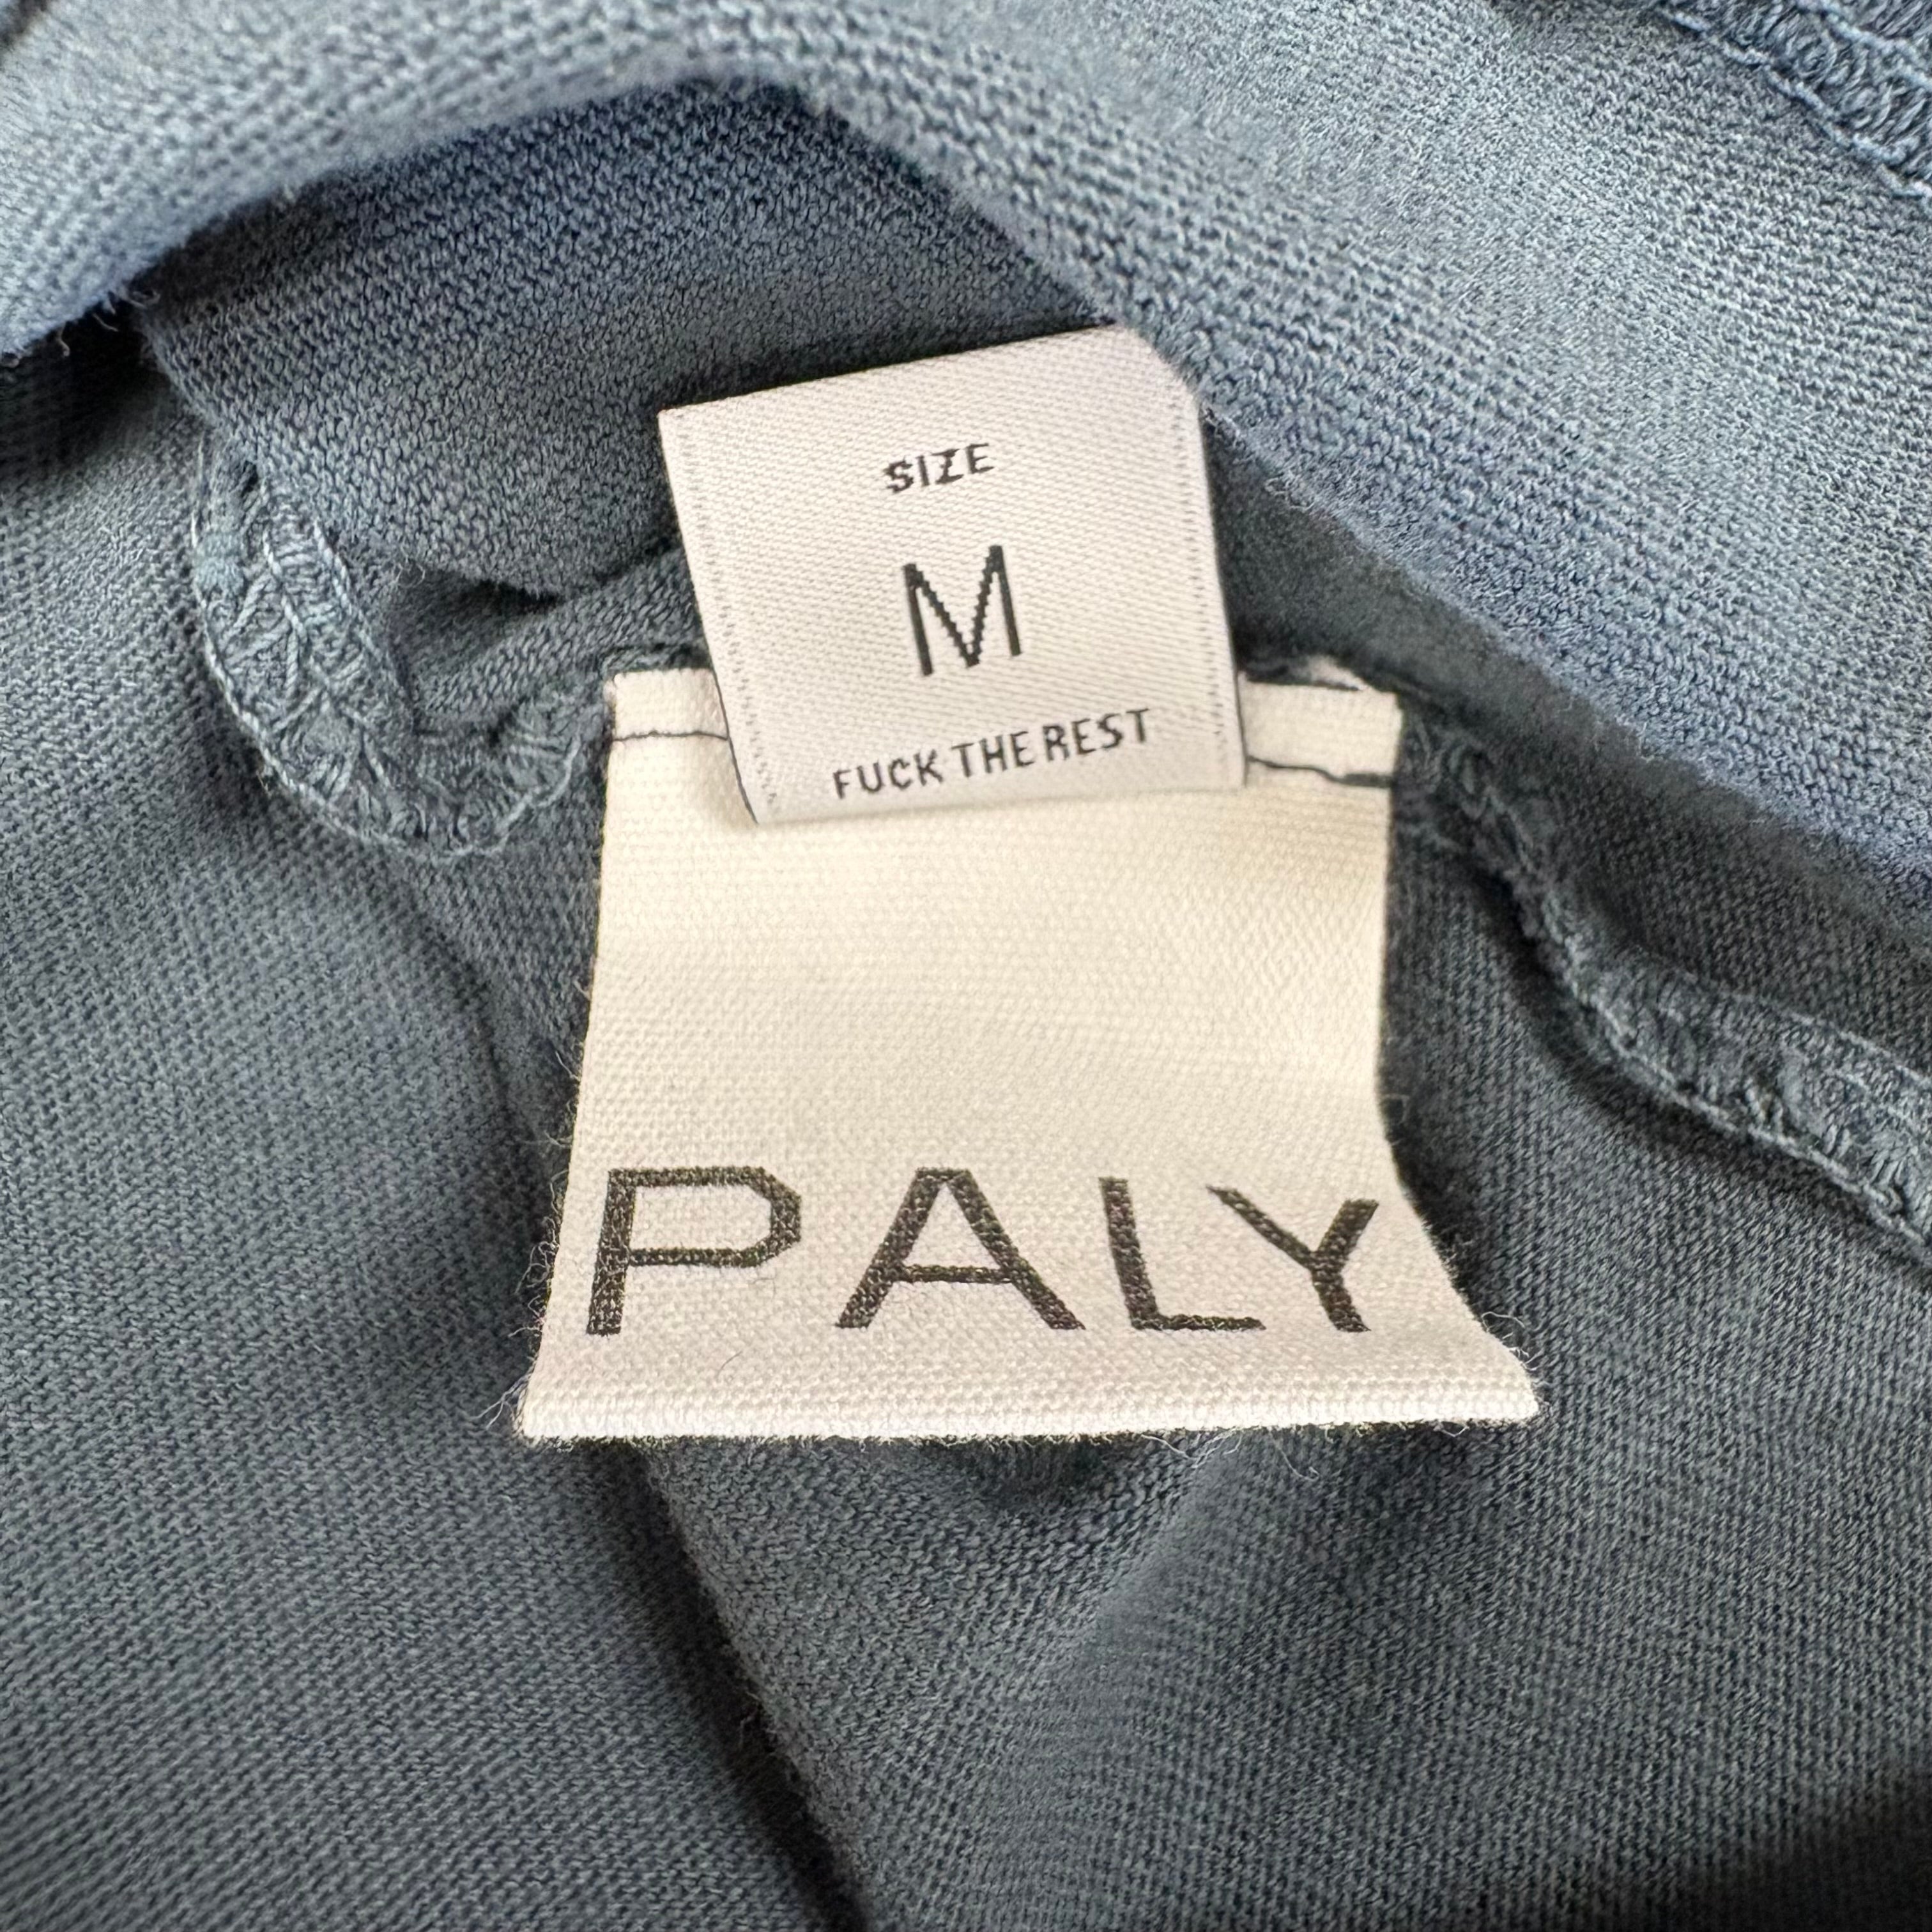 SIZE
M
FUCK THE REST
PALY